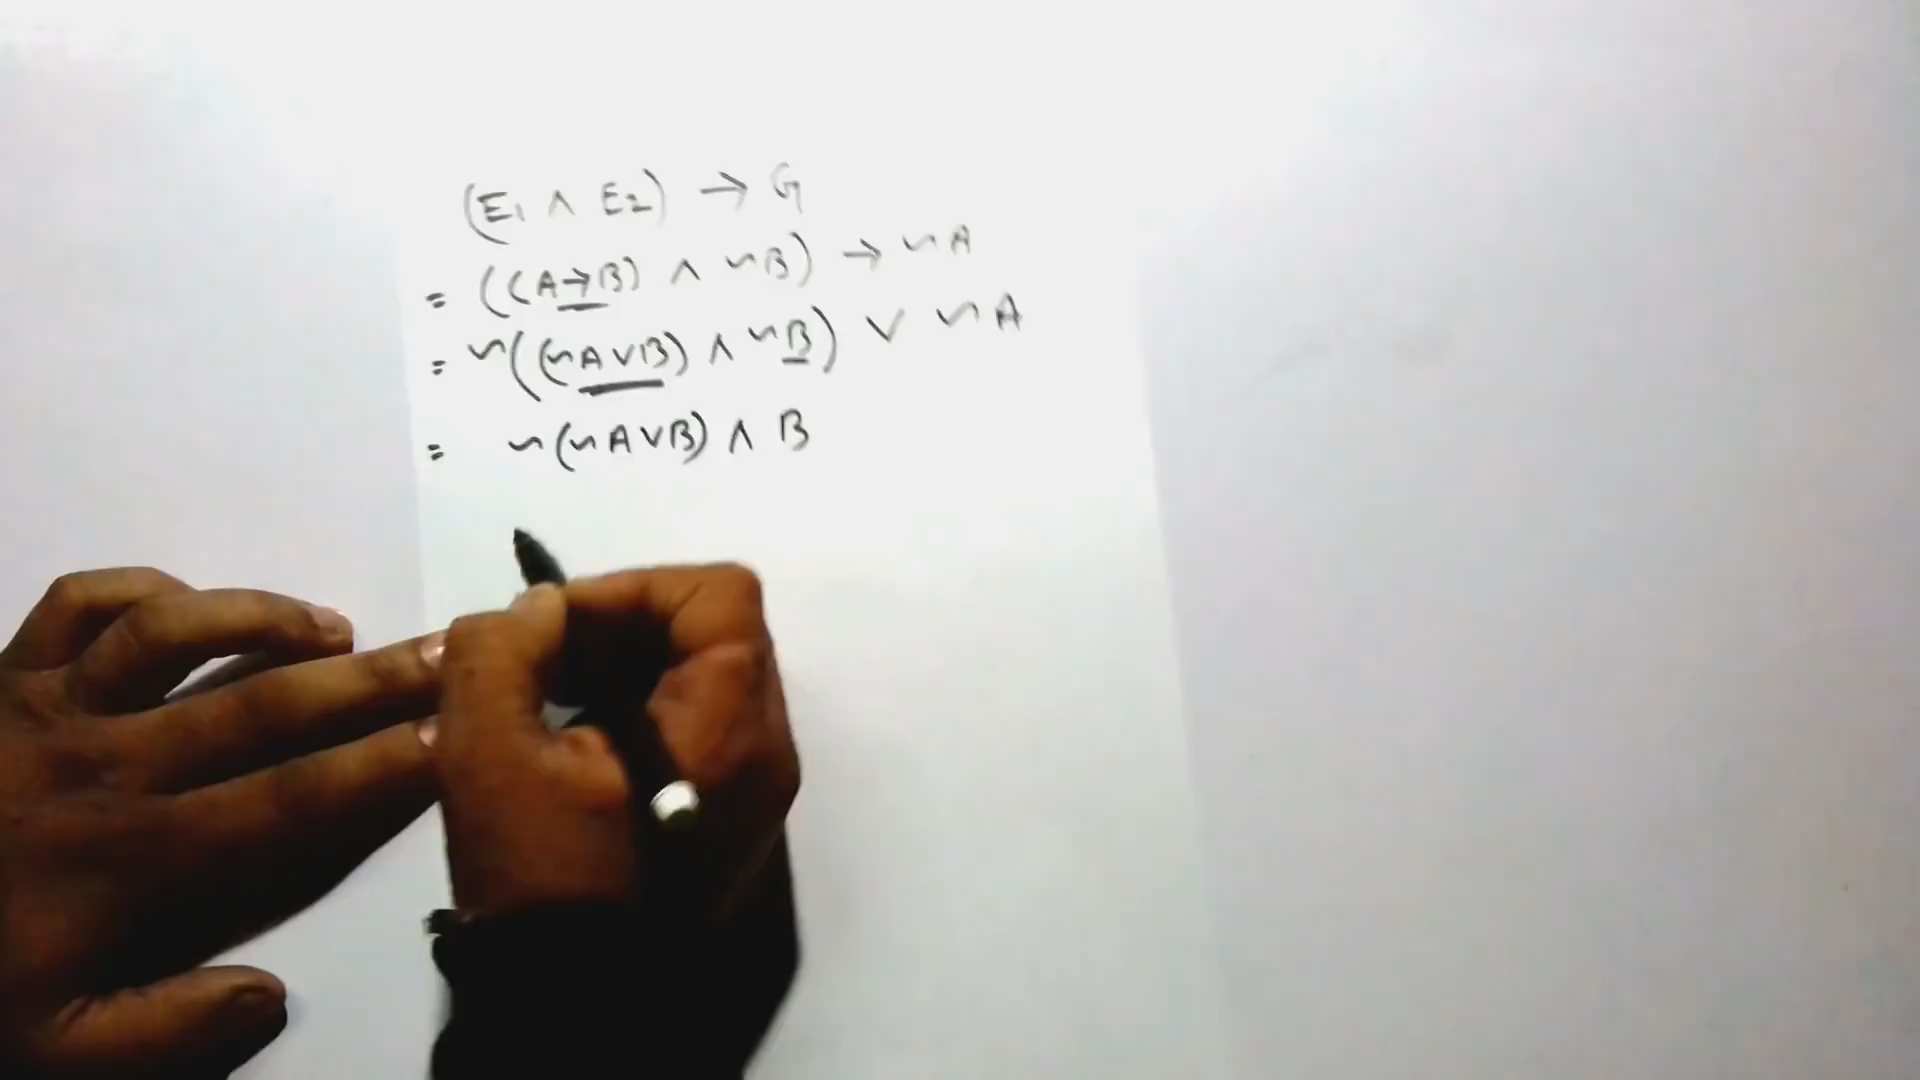 (E1 ∧ E2) → G
= ((A→B) ∧ ~B) → ~A
= ~((~A∨B) ∧ ~B) ∨ ~A
= ~(~A∨B) ∧ B